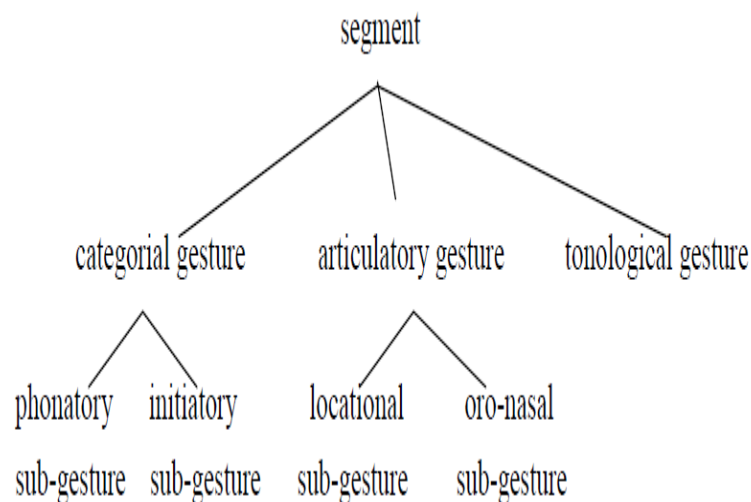 segment
categorial gesture articulatory gesture tonological gesture
phonatory initiatory locational oro-nasal
sub-gesture sub-gesture sub-gesture sub-gesture